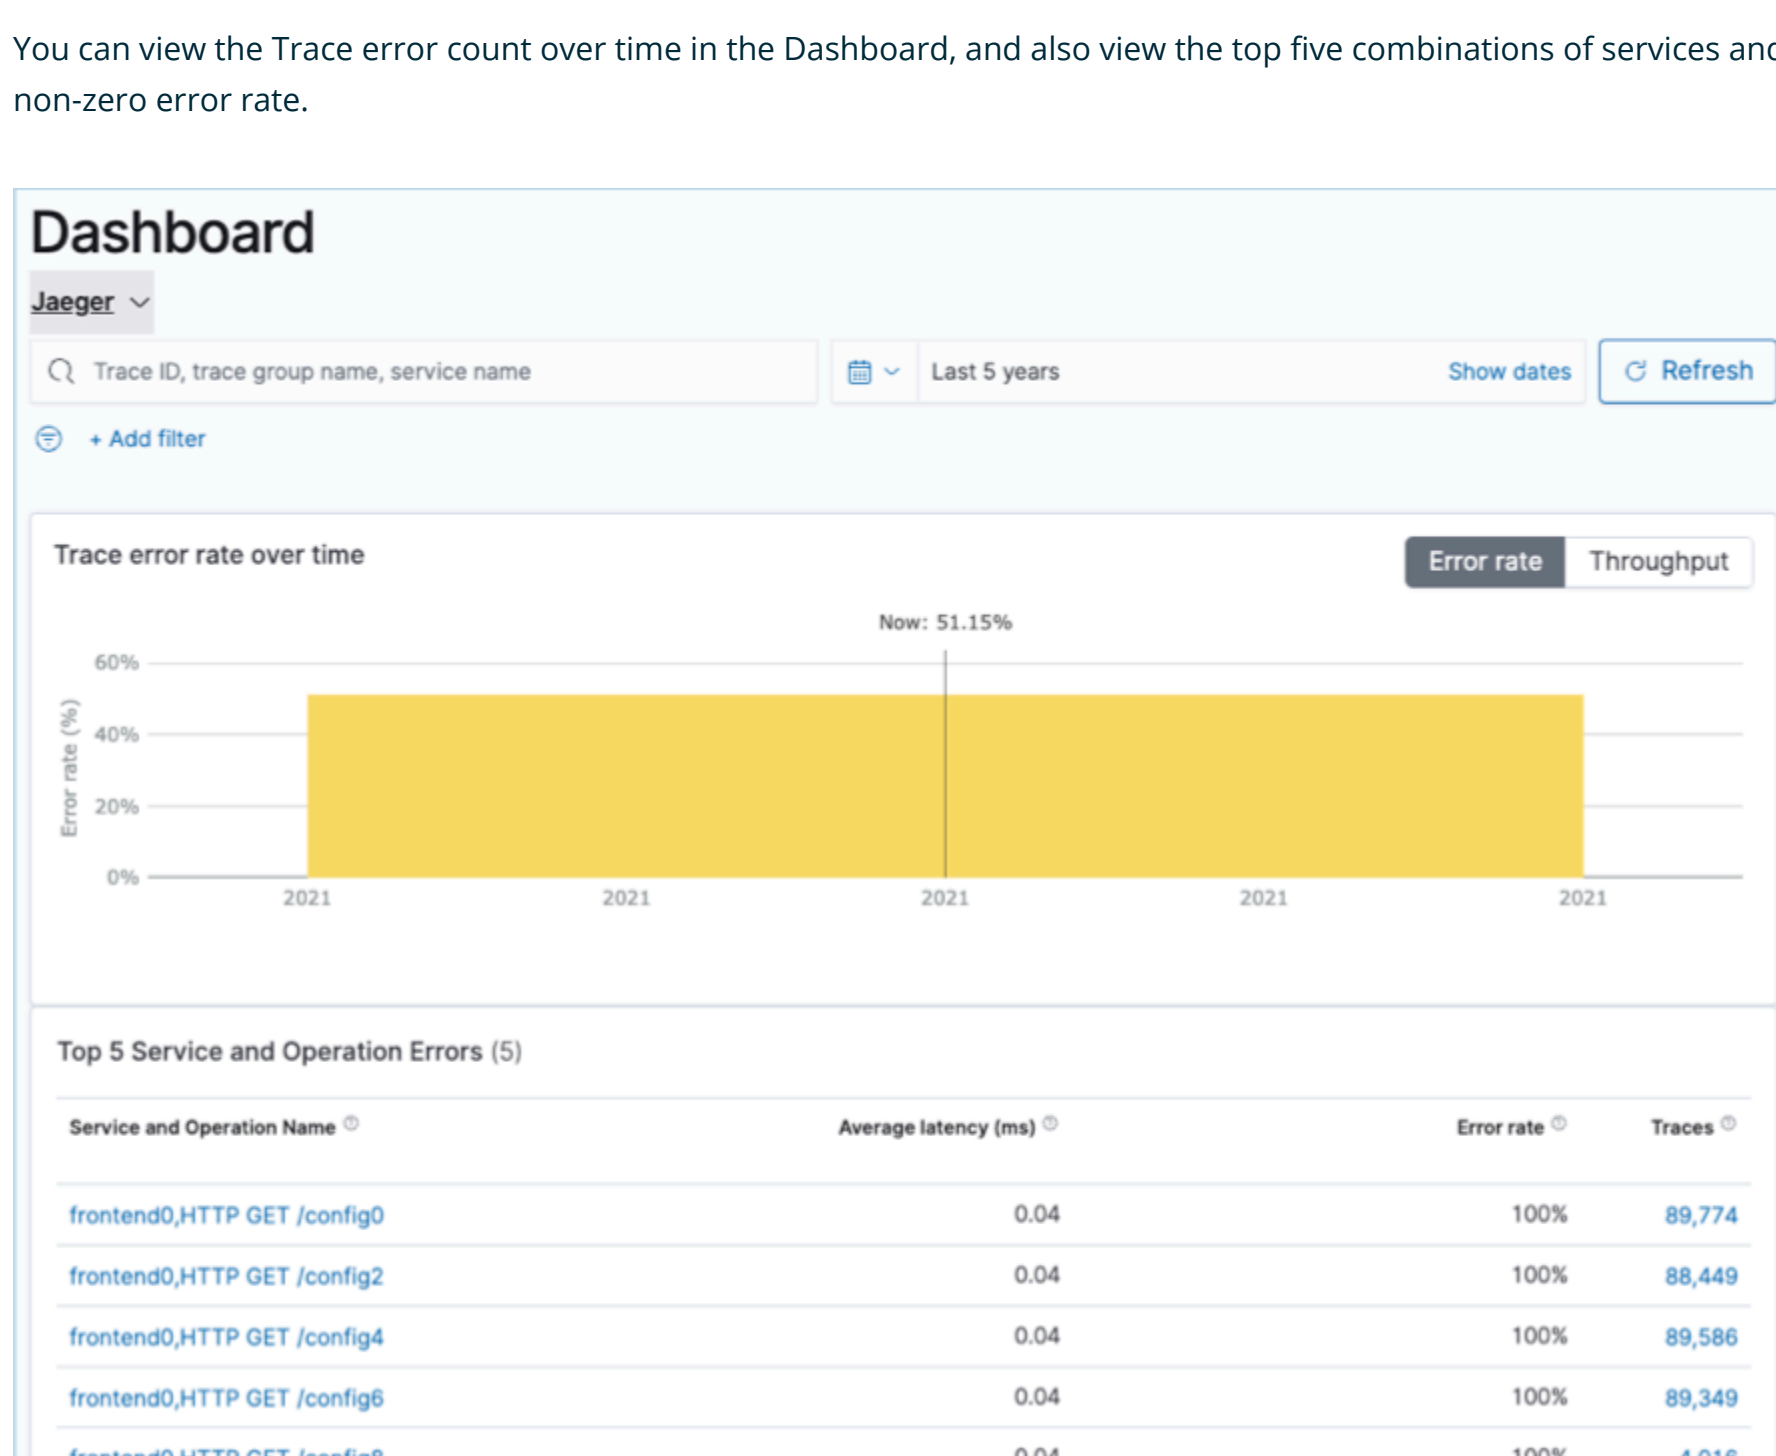 You can view the Trace error count over time in the Dashboard, and also view the top five combinations of services and
non-zero error rate.
Dashboard
Jaeger
Trace ID, trace group name, service name
Last 5 years
Show dates
Refresh
+ Add filter
Trace error rate over time
Error rate
Throughput
Now: 51.15%
60%
40%
20%
0%
Error rate (%)
2021 2021 2021 2021 2021
Top 5 Service and Operation Errors (5)
Service and Operation Name Average latency (ms) Error rate Traces
frontend0,HTTP GET /config0 0.04 100% 89,774
frontend0,HTTP GET /config2 0.04 100% 88,449
frontend0,HTTP GET /config4 0.04 100% 89,586
frontend0,HTTP GET /config6 0.04 100% 89,349